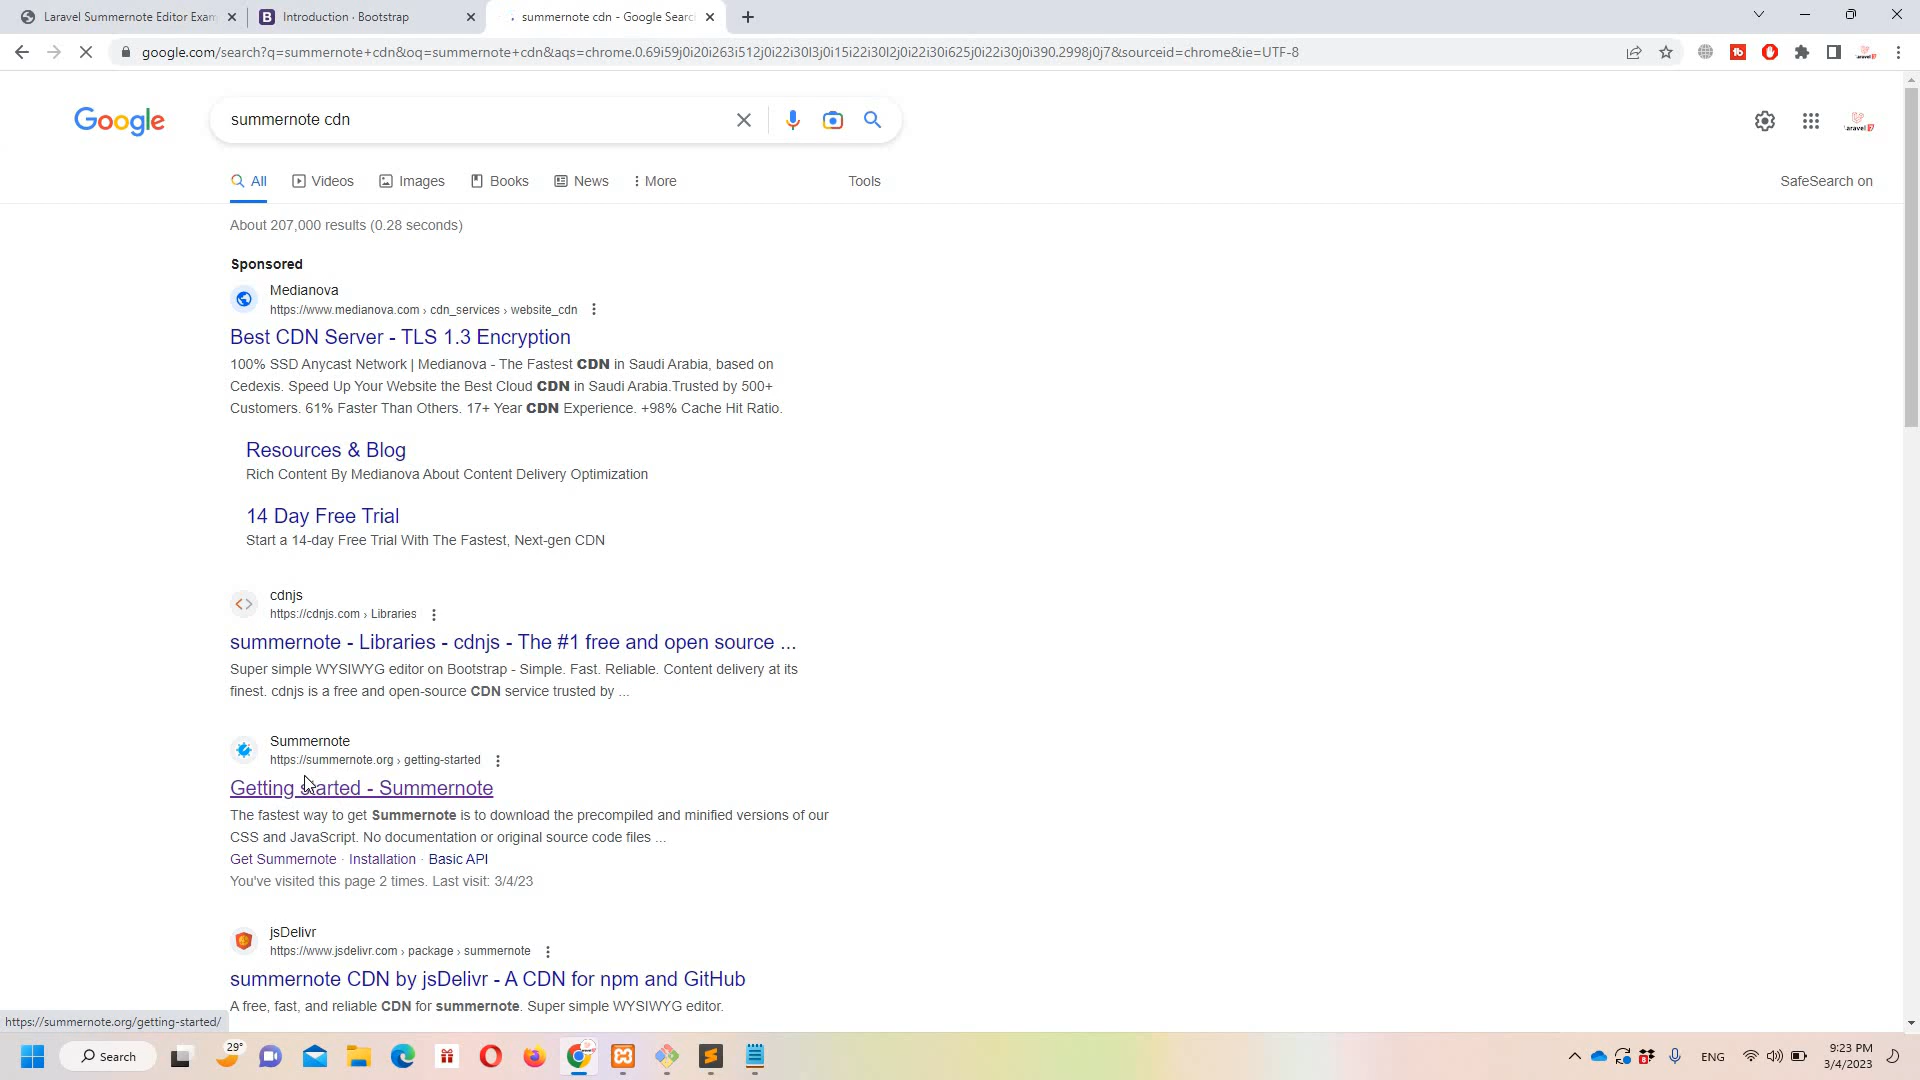 Laravel Summernote Editor Exam
Introduction · Bootstrap
summernote cdn - Google Searc
google.com/search?q=summernote+cdn&oq=summernote+cdn&aqs=chrome.0.69i59j0i20i263i512j0i22i30l3j0i15i22i30l2j0i22i30i625j0i22i30j0i390.2998j0j7&sourceid=chrome&ie=UTF-8
Google
summernote cdn
All
Videos
Images
Books
News
More
Tools
SafeSearch on
About 207,000 results (0.28 seconds)
Sponsored
Medianova
https://www.medianova.com › cdn_services › website_cdn
Best CDN Server - TLS 1.3 Encryption
100% SSD Anycast Network | Medianova - The Fastest CDN in Saudi Arabia, based on
Cedexis. Speed Up Your Website the Best Cloud CDN in Saudi Arabia.Trusted by 500+
Customers. 61% Faster Than Others. 17+ Year CDN Experience. +98% Cache Hit Ratio.
Resources & Blog
Rich Content By Medianova About Content Delivery Optimization
14 Day Free Trial
Start a 14-day Free Trial With The Fastest, Next-gen CDN
cdnjs
https://cdnjs.com › Libraries
summernote - Libraries - cdnjs - The #1 free and open source ...
Super simple WYSIWYG editor on Bootstrap - Simple. Fast. Reliable. Content delivery at its
finest. cdnjs is a free and open-source CDN service trusted by ...
Summernote
https://summernote.org › getting-started
Getting started - Summernote
The fastest way to get Summernote is to download the precompiled and minified versions of our
CSS and JavaScript. No documentation or original source code files ...
Get Summernote · Installation · Basic API
You've visited this page 2 times. Last visit: 3/4/23
jsDelivr
https://www.jsdelivr.com › package › summernote
summernote CDN by jsDelivr - A CDN for npm and GitHub
A free, fast, and reliable CDN for summernote. Super simple WYSIWYG editor.
https://summernote.org/getting-started/
Search
29°
ENG
9:23 PM
3/4/2023